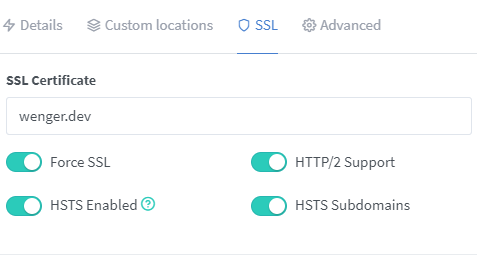 Details Custom locations SSL Advanced
SSL Certificate
wenger.dev
Force SSL HTTP/2 Support
HSTS Enabled HSTS Subdomains